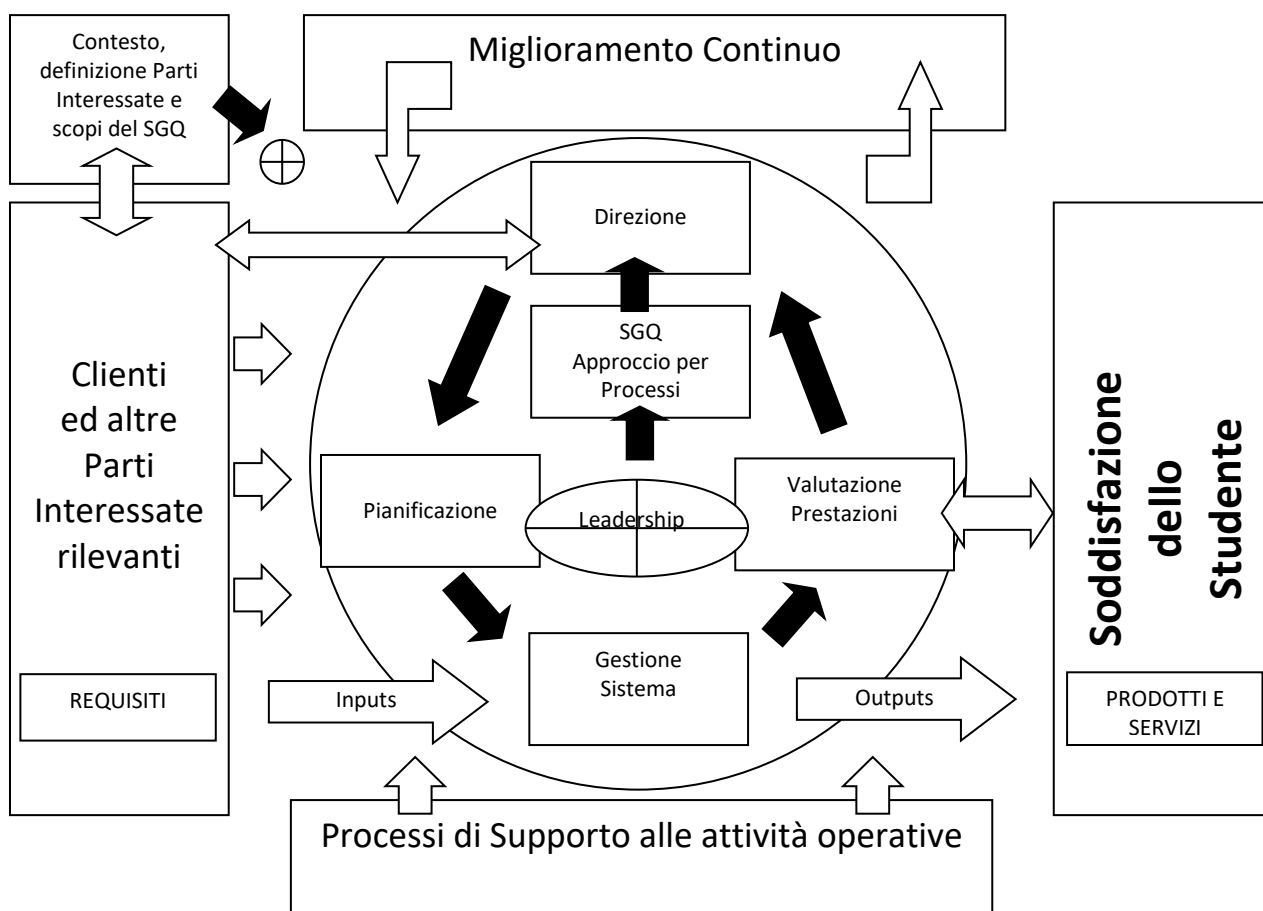 Contesto,
definizione Parti
Interessate e
scopi del SGQ
Miglioramento Continuo
Direzione
SGQ
Approccio per
Processi
Clienti
ed altre
Parti
Interessate
rilevanti
Pianificazione
Leadership
Valutazione
Prestazioni
Soddisfazione
dello
Studente
Gestione
Sistema
REQUISITI
Inputs
Outputs
PRODOTTI E
SERVIZI
Processi di Supporto alle attività operative